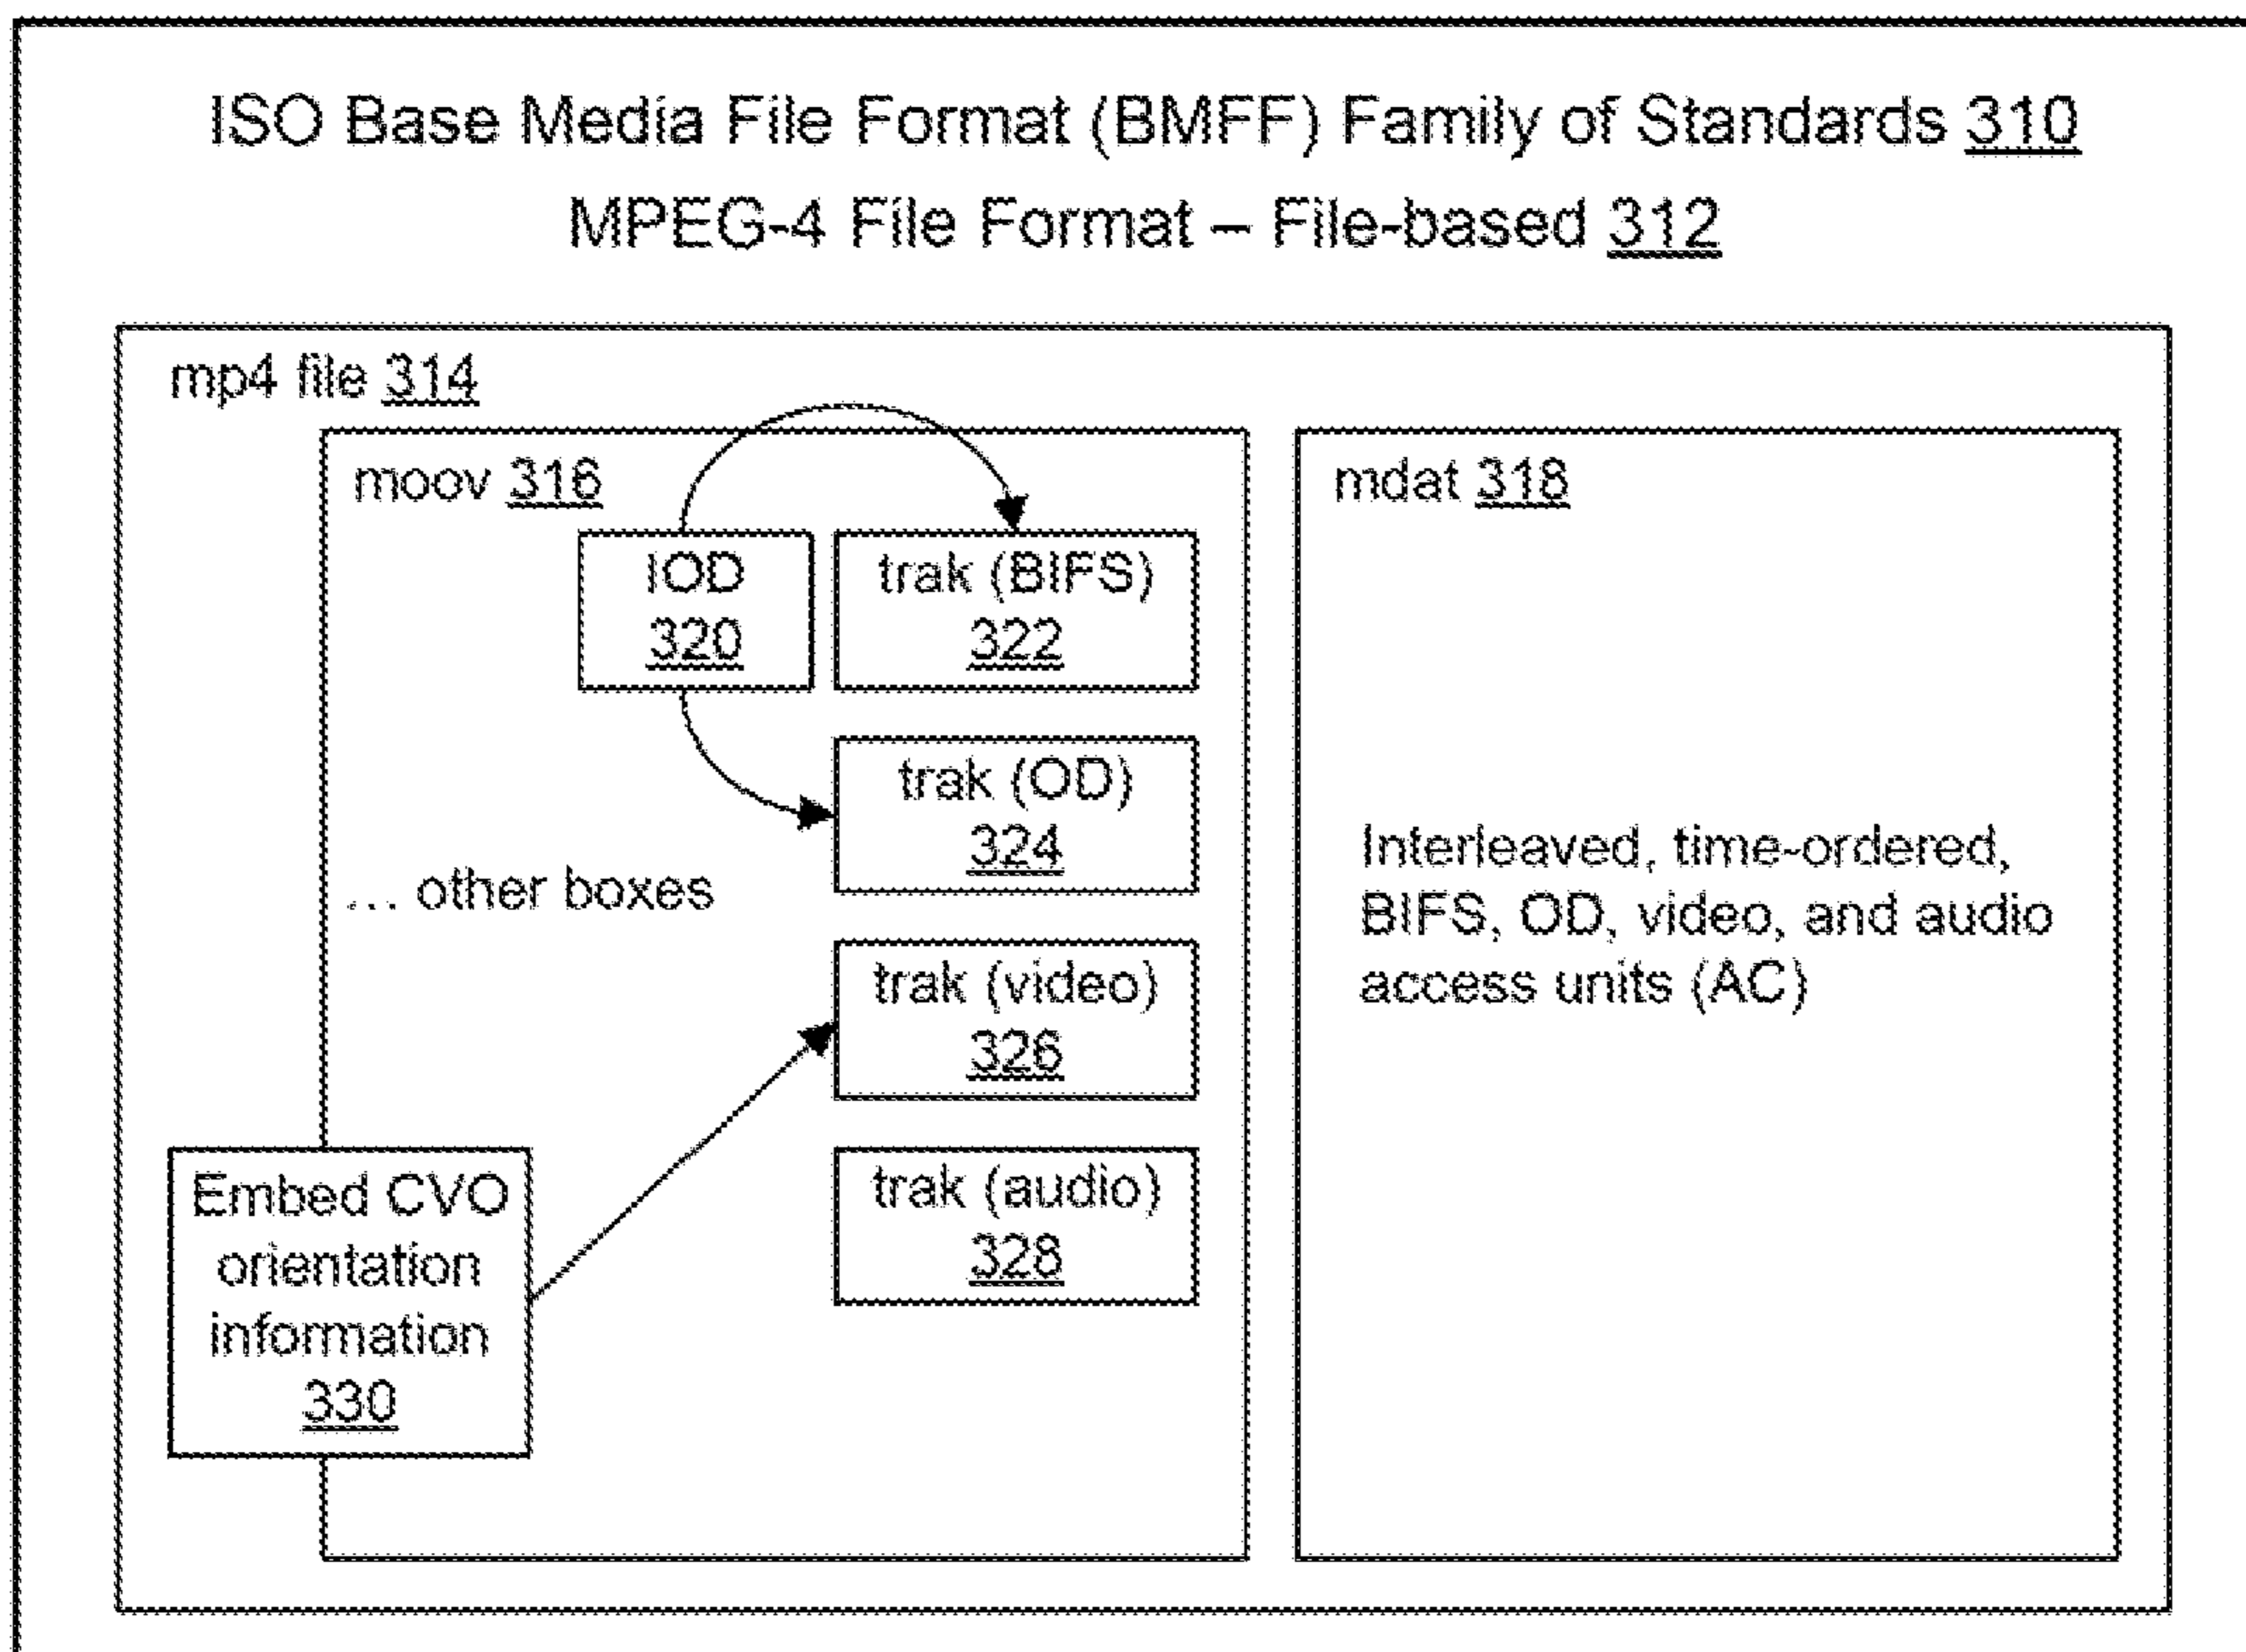 ISO Base Media File Format (BMFF) Family of Standards 310
MPEG-4 File Format – File-based 312
mp4 file 314
moov 316
IOD
320
trak (BIFS)
322
trak (OD)
324
... other boxes
trak (video)
326
Embed CVO
orientation
information
330
trak (audio)
328
mdat 318
Interleaved, time-ordered,
BIFS, OD, video, and audio
access units (AC)